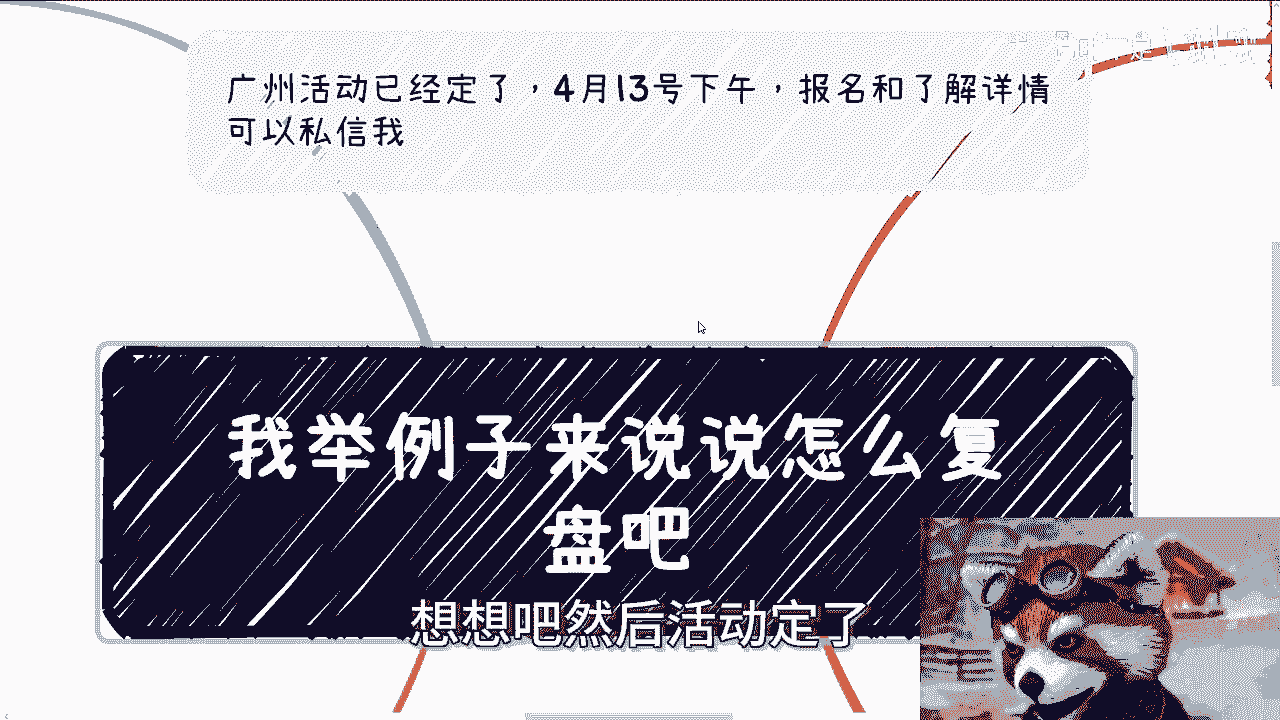 广州活动已经定了，4月13号下午，报名和了解详情
可以私信我
我举例子来说说怎么复
盘吧
想想吧然后活动定了